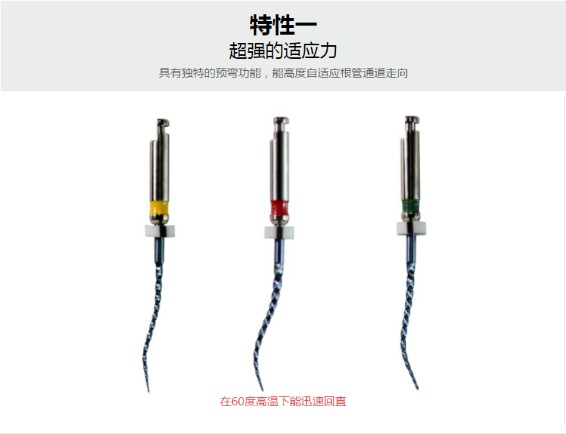 特性一
超强的适应力
具有独特的预弯功能，能高度自适应根管通道走向
在60度高温下能迅速回直